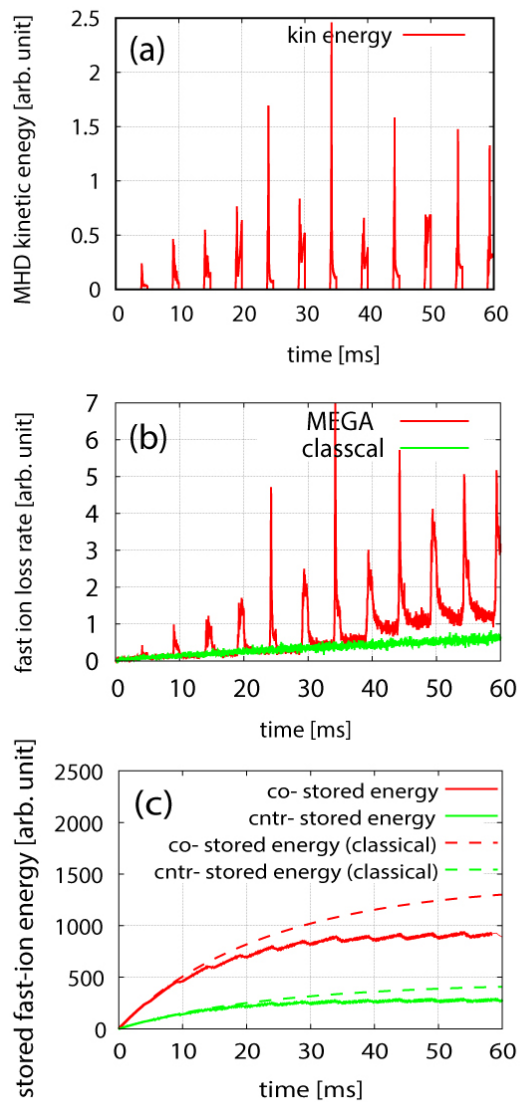 (a)
kin energy
MHD kinetic energy [arb. unit]
2.5
2
1.5
1
0.5
0
0 10 20 30 40 50 60
time [ms]
(b)
MEGA
classcal
fast ion loss rate [arb. unit]
7
6
5
4
3
2
1
0
0 10 20 30 40 50 60
time [ms]
(c)
co- stored energy
cntr- stored energy
co- stored energy (classical)
cntr- stored energy (classical)
stored fast-ion energy [arb. unit]
2500
2000
1500
1000
500
0
0 10 20 30 40 50 60
time [ms]